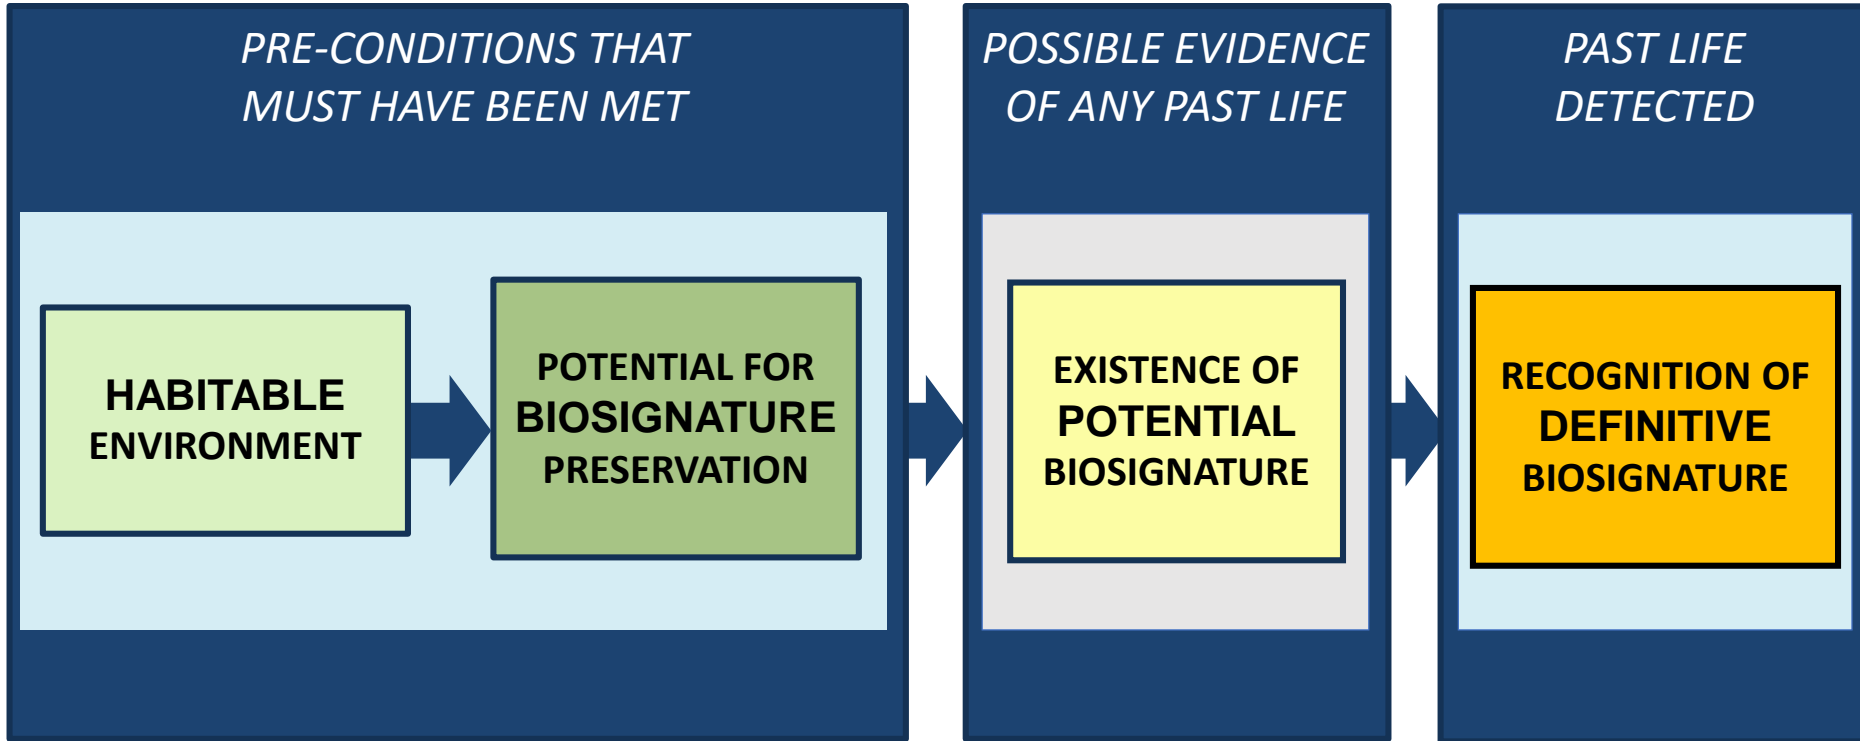 PRE-CONDITIONS THAT
MUST HAVE BEEN MET
HABITABLE
ENVIRONMENT
POTENTIAL FOR
BIOSIGNATURE
PRESERVATION
POSSIBLE EVIDENCE
OF ANY PAST LIFE
EXISTENCE OF
POTENTIAL
BIOSIGNATURE
PAST LIFE
DETECTED
RECOGNITION OF
DEFINITIVE
BIOSIGNATURE